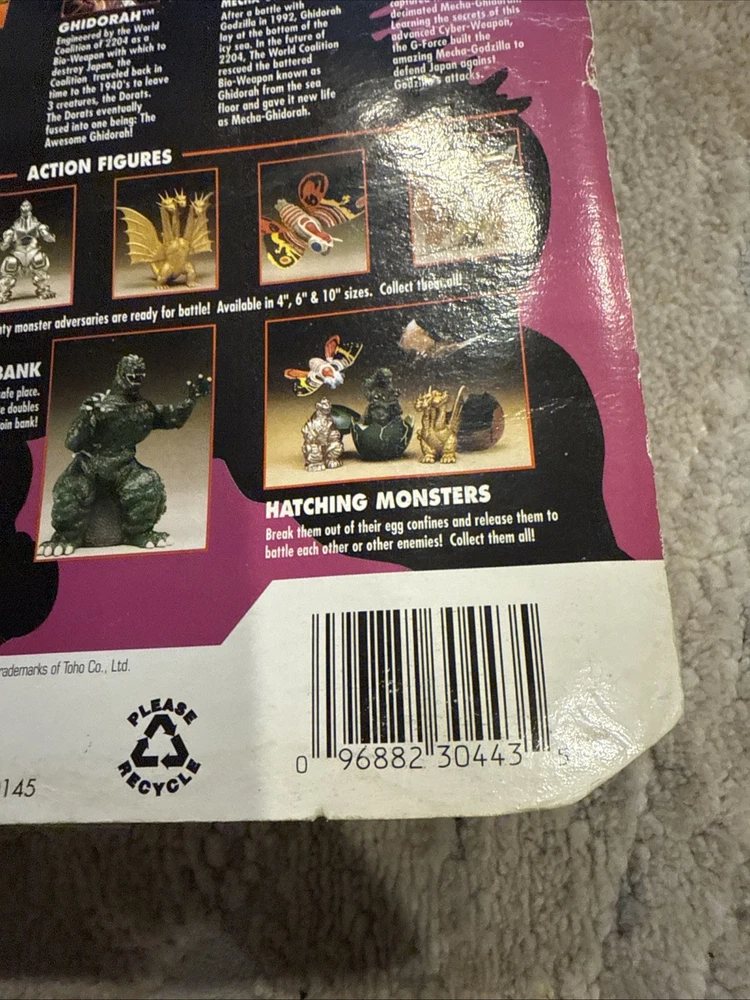 GHIDORAH™
Engineered by the World
Coalition of 2204 as a
Bio-Weapon with which to
destroy Japan, the
Coalition traveled back in
time to the 1940's to leave
3 creatures, the Dorats.
The Dorats eventually
fused into one being: The
Awesome Ghidorah!
After a battle with
Godzilla in 1992, Ghidorah
lay at the bottom of the
icy sea. In the future of
2204, The World Coalition
rescued the battered
Bio-Weapon known as
Ghidorah from the sea
floor and gave it new life
as Mecha-Ghidorah.
captured
decimated Mecha-Ghidorah.
Learning the secrets of this
advanced Cyber-Weapon,
the G-Force built the
amazing Mecha-Godzilla to
defend Japan against
Godzilla's attacks.
ACTION FIGURES
monster adversaries are ready for battle! Available in 4", 6" & 10" sizes. Collect them all!
BANK
safe place.
doubles
coin bank!
HATCHING MONSTERS
Break them out of their egg confines and release them to
battle each other or other enemies! Collect them all!
trademarks of Toho Co., Ltd.
PLEASE
RECYCLE
0145
0 96882 30443 5